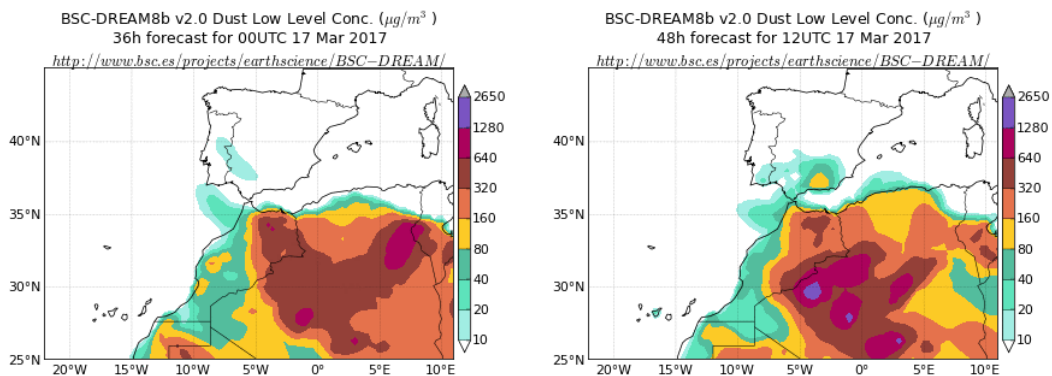 BSC-DREAM8b v2.0 Dust Low Level Conc. (μg/m³ )
36h forecast for 00UTC 17 Mar 2017
http://www.bsc.es/projects/earthscience/BSC−DREAM/
40°N
35°N
30°N
25°N
20°W 15°W 10°W 5°W 0°E 5°E 10°E
2650
1280
640
320
160
80
40
20
10
BSC-DREAM8b v2.0 Dust Low Level Conc. (μg/m³ )
48h forecast for 12UTC 17 Mar 2017
http://www.bsc.es/projects/earthscience/BSC−DREAM/
40°N
35°N
30°N
25°N
20°W 15°W 10°W 5°W 0°E 5°E 10°E
2650
1280
640
320
160
80
40
20
10